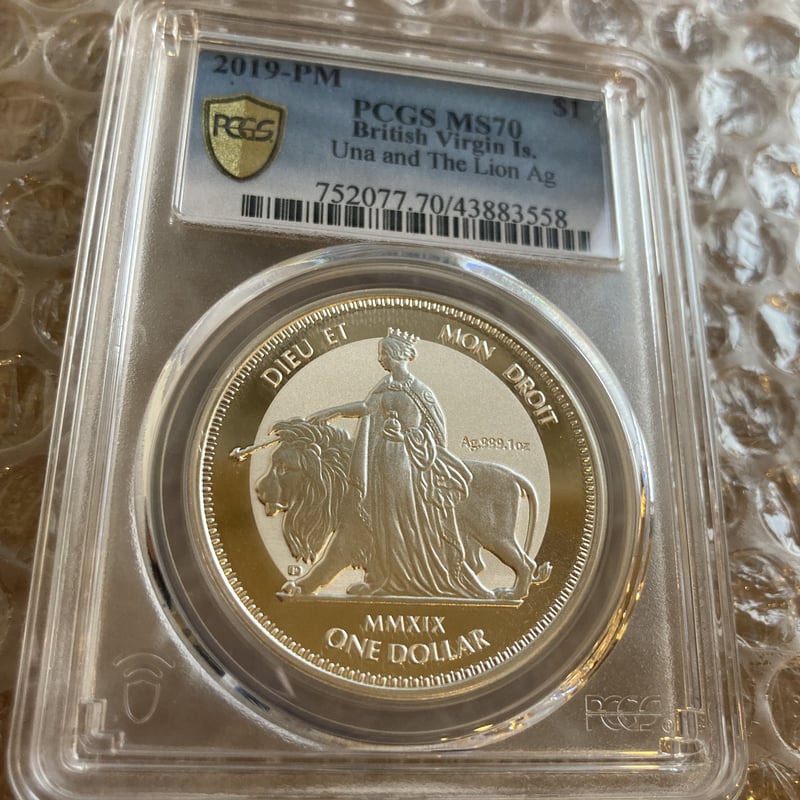 2019-PM
$1
PCGS
PCGS MS70
British Virgin Is.
Una and The Lion Ag
752077.70/43883558
DIEU ET MON DROIT
Ag.999.1oz
MMXIX
ONE DOLLAR
PCGS